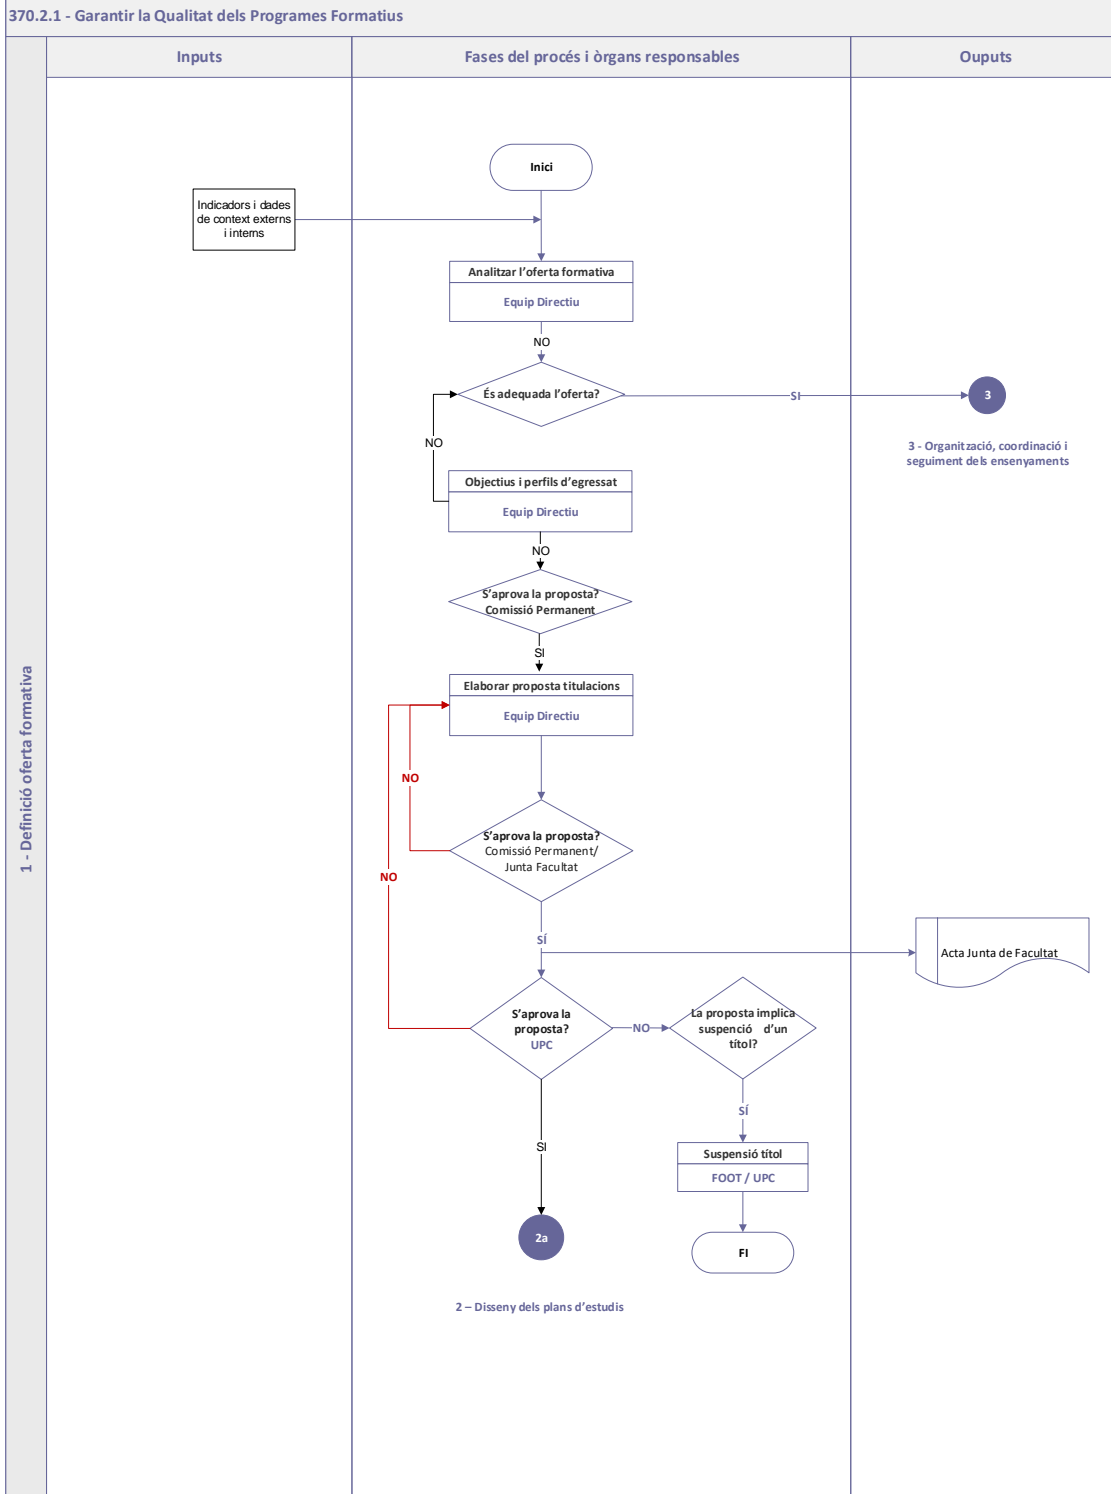 370.2.1 - Garantir la Qualitat dels Programes Formatius
Inputs
Fases del procés i òrgans responsables
Ouputs
1 - Definició oferta formativa
Inici
Indicadors i dades
de context externs
i interns
Analitzar l’oferta formativa
Equip Directiu
NO
És adequada l’oferta?
SI
3
3 - Organització, coordinació i
seguiment dels ensenyaments
NO
Objectius i perfils d’egressat
Equip Directiu
NO
S’aprova la proposta?
Comissió Permanent
SI
Elaborar proposta titulacions
Equip Directiu
NO
S’aprova la proposta?
Comissió Permanent/
Junta Facultat
NO
SÍ
Acta Junta de Facultat
S’aprova la
proposta?
UPC
NO
La proposta implica
suspenció d’un
títol?
SÍ
SI
Suspensió títol
FOOT / UPC
2a
FI
2 – Disseny dels plans d’estudis